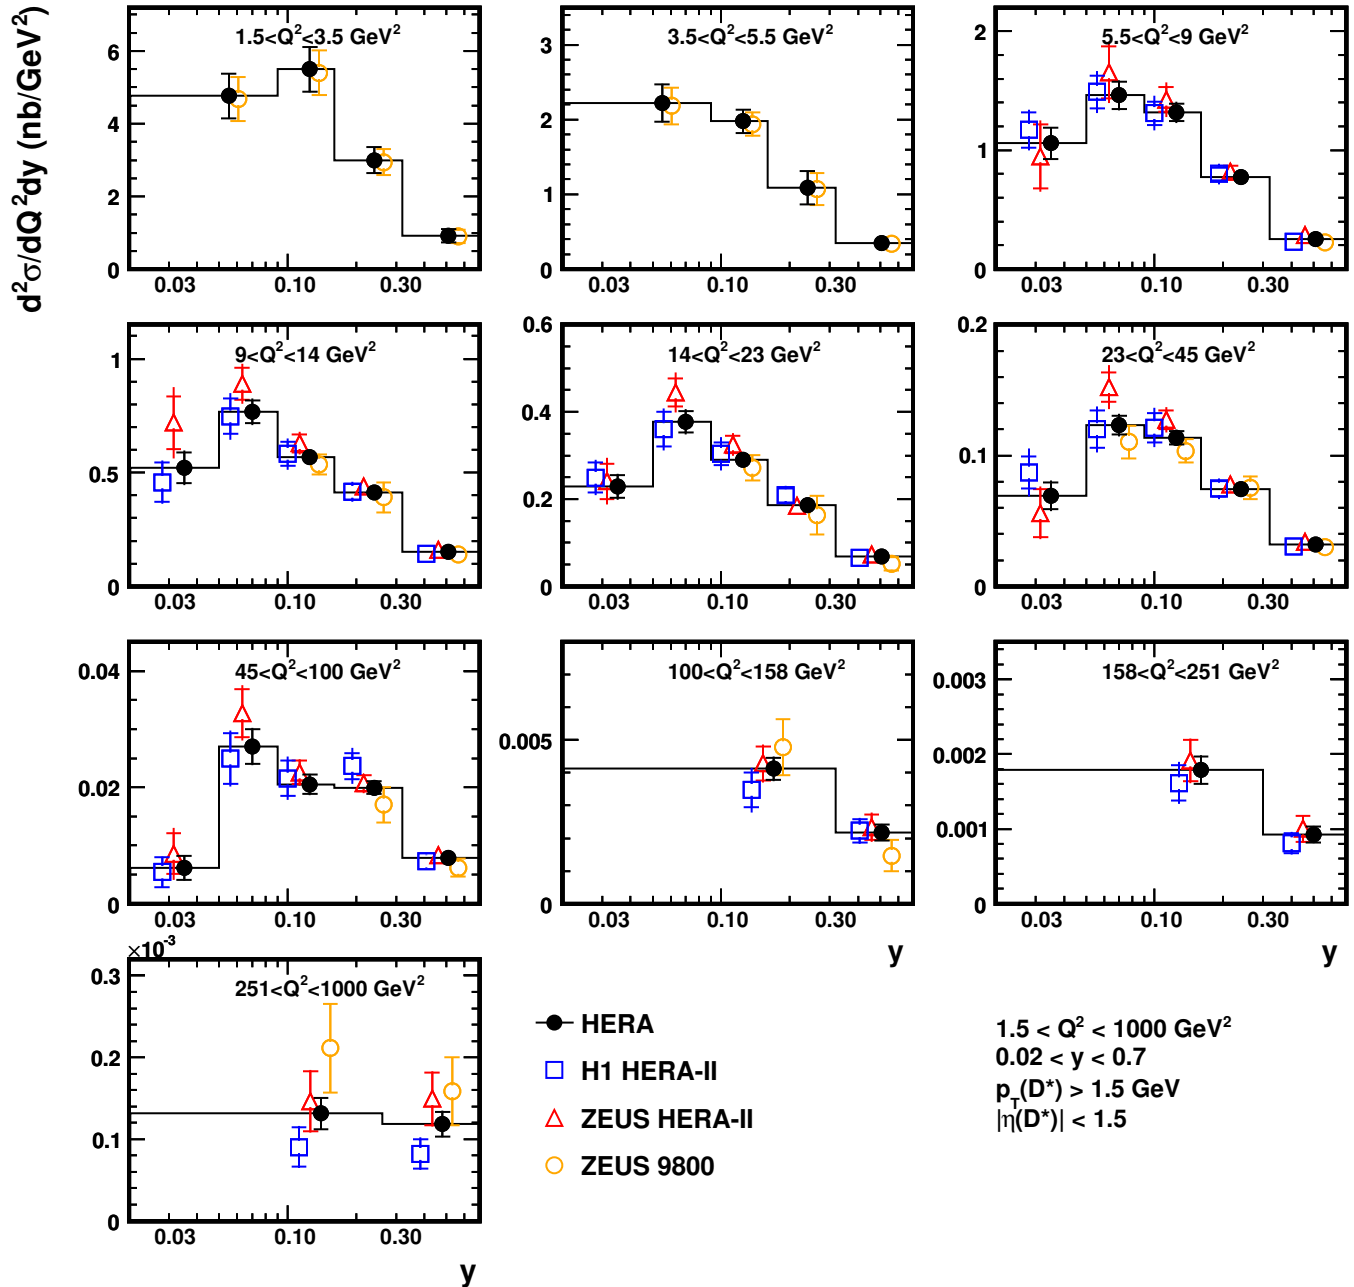 d²σ/dQ²dy (nb/GeV²)
1.5<Q²<3.5 GeV²
6
4
2
0
0.03 0.10 0.30
3.5<Q²<5.5 GeV²
3
2
1
0
0.03 0.10 0.30
5.5<Q²<9 GeV²
2
1
0
0.03 0.10 0.30
9<Q²<14 GeV²
1
0.5
0
0.03 0.10 0.30
14<Q²<23 GeV²
0.6
0.4
0.2
0
0.03 0.10 0.30
23<Q²<45 GeV²
0.2
0.1
0
0.03 0.10 0.30
45<Q²<100 GeV²
0.04
0.02
0
0.03 0.10 0.30
100<Q²<158 GeV²
0.005
0
0.03 0.10 0.30
y
158<Q²<251 GeV²
0.003
0.002
0.001
0
0.03 0.10 0.30
y
×10⁻³
251<Q²<1000 GeV²
0.3
0.2
0.1
0
0.03 0.10 0.30
y
HERA
H1 HERA-II
ZEUS HERA-II
ZEUS 9800
1.5 < Q² < 1000 GeV²
0.02 < y < 0.7
p_T(D*) > 1.5 GeV
|η(D*)| < 1.5